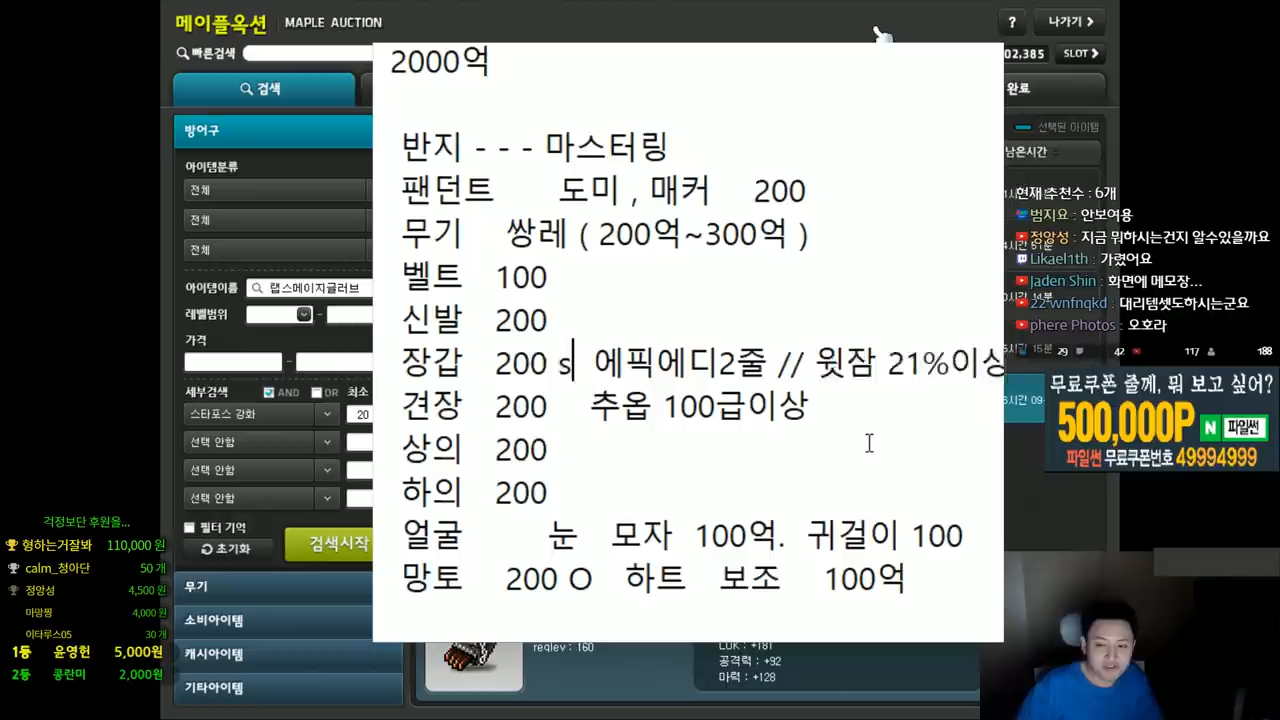 메이플옥션 MAPLE AUCTION
? 나가기
빠른검색
02,385 SLOT
검색
완료
방어구
선택된 아이템
아이템분류
남은시간
전체
전체
전체
아이템이름 랩스메이지글러브
레벨범위 -
가격
-
세부검색 AND OR 최소
스타포스 강화 20
선택 안함
선택 안함
선택 안함
필터 기억
초기화
검색시작
무기
소비아이템
캐시아이템
기타아이템
2000억
반지 - - - 마스터링
팬던트 도미 , 매커 200
무기 쌍레 ( 200억~300억 )
벨트 100
신발 200
장갑 200 s 에픽에디2줄 // 윗잠 21%이상
견장 200 추옵 100급이상
상의 200
하의 200
얼굴 눈 모자 100억. 귀걸이 100
망토 200 O 하트 보조 100억
reqlev : 160
LUK : +181
공격력 : +92
마력 : +128
현재 추천수 : 6개
범지요 : 안보여용
정앙성 : 지금 뭐하시는건지 알수있을까요
Likael1th : 가렸어요
Jaden Shin : 화면에 메모장...
22 wnfnqkd : 대리템셋도하시는군요
phere Photos : 오호라
29 42 117 188
무료쿠폰 줄께, 뭐 보고 싶어?
500,000P N 파일썬
파일썬 무료쿠폰번호 49994999
걱정보단 후원을...
형하는거잘봐 110,000 원
calm_청아단 50 개
정앙성 4,500 원
마망찡 4,000 원
이타루스05 30 개
1등 윤영헌 5,000원
2등 콩란미 2,000원